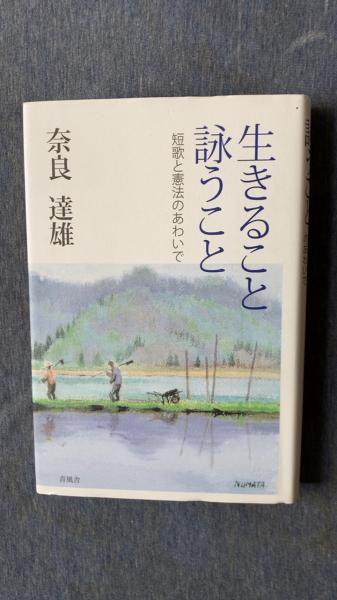 生きること
詠うこと
短歌と憲法のあわいで
奈良 達雄
NUMATA
青風舎